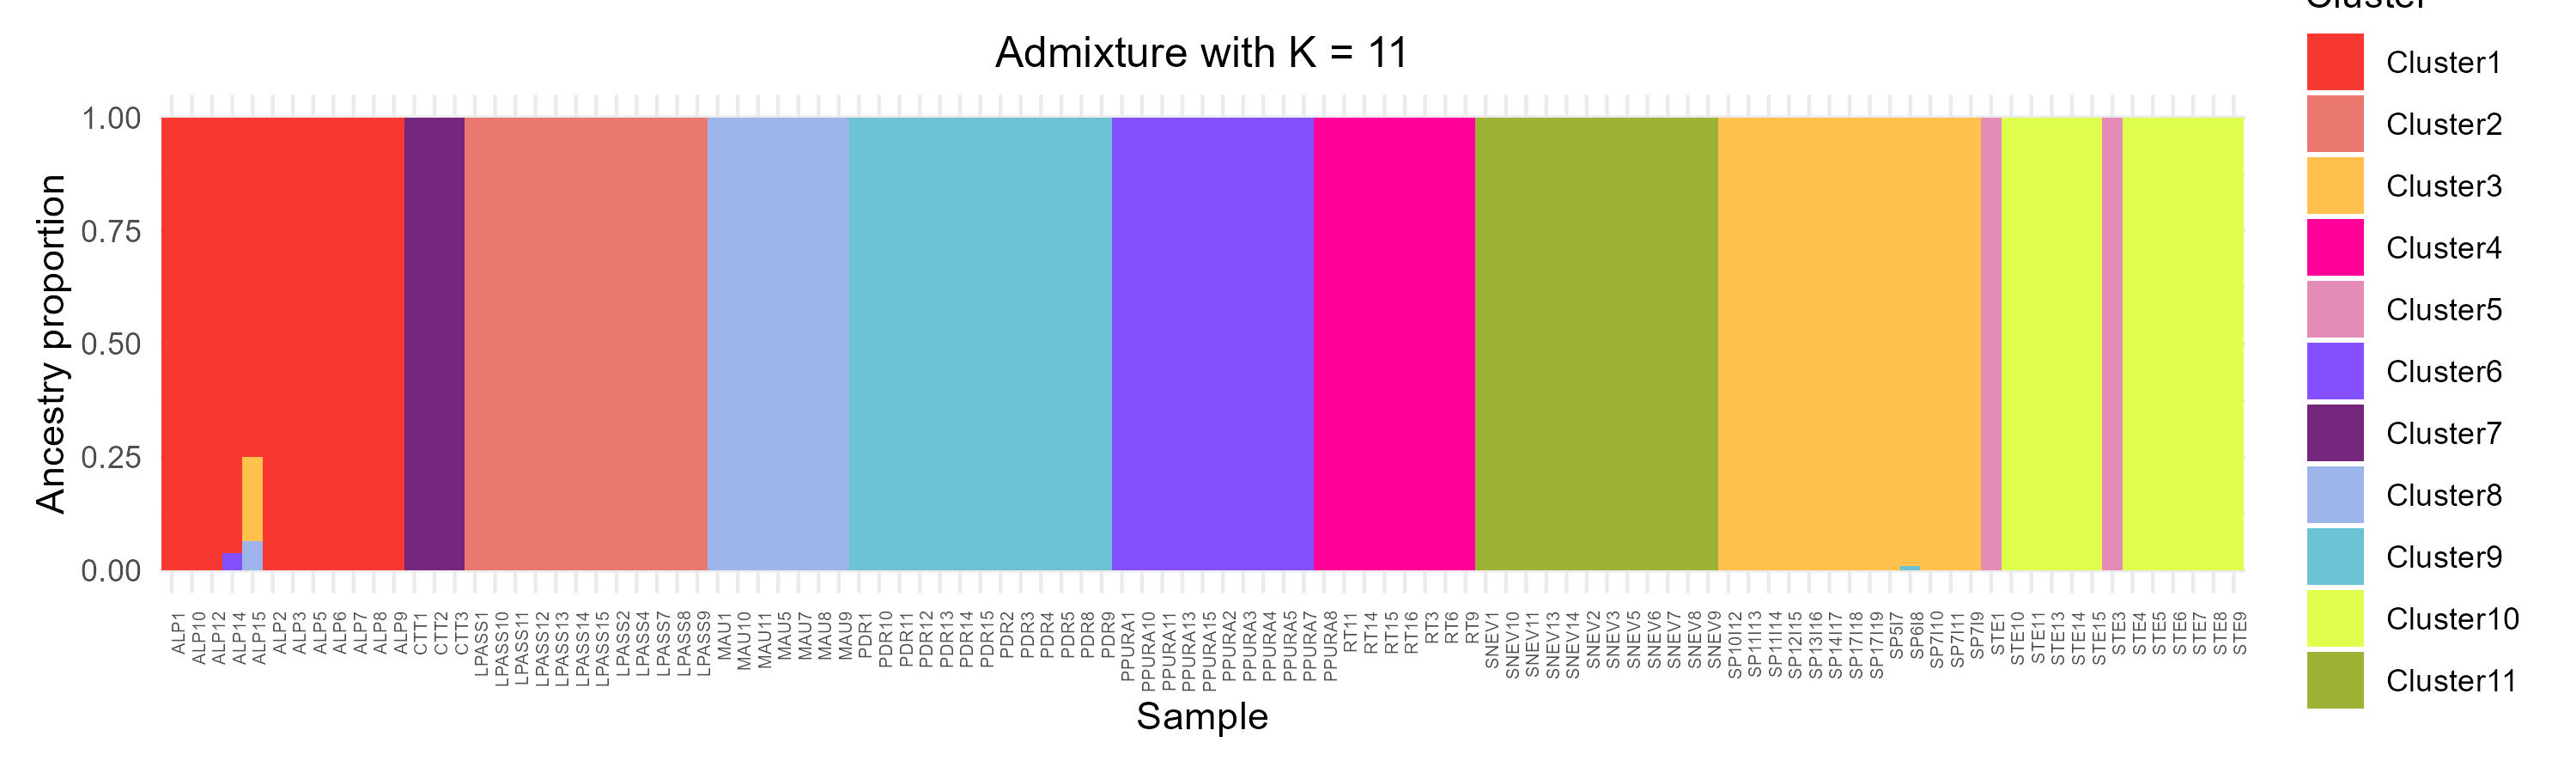 Admixture with K = 11
Ancestry proportion
1.00
0.75
0.50
0.25
0.00
ALP1
ALP10
ALP12
ALP14
ALP15
ALP2
ALP3
ALP5
ALP6
ALP7
ALP8
ALP9
CTT1
CTT2
CTT3
LPASS1
LPASS10
LPASS11
LPASS12
LPASS13
LPASS14
LPASS15
LPASS2
LPASS4
LPASS7
LPASS8
LPASS9
MAU1
MAU10
MAU11
MAU5
MAU7
MAU8
MAU9
PDR1
PDR10
PDR11
PDR12
PDR13
PDR14
PDR15
PDR2
PDR3
PDR4
PDR5
PDR8
PDR9
PPURA1
PPURA10
PPURA11
PPURA13
PPURA15
PPURA2
PPURA3
PPURA4
PPURA5
PPURA7
PPURA8
RT11
RT14
RT15
RT16
RT3
RT6
RT9
SNEV1
SNEV10
SNEV11
SNEV13
SNEV14
SNEV2
SNEV3
SNEV5
SNEV6
SNEV7
SNEV8
SNEV9
SP10I12
SP11I13
SP11I14
SP12I15
SP13I16
SP14I17
SP17I18
SP17I19
SP5I7
SP6I8
SP7I10
SP7I11
SP7I9
STE1
STE10
STE11
STE13
STE14
STE15
STE3
STE4
STE5
STE6
STE7
STE8
STE9
Sample
Cluster
Cluster1
Cluster2
Cluster3
Cluster4
Cluster5
Cluster6
Cluster7
Cluster8
Cluster9
Cluster10
Cluster11